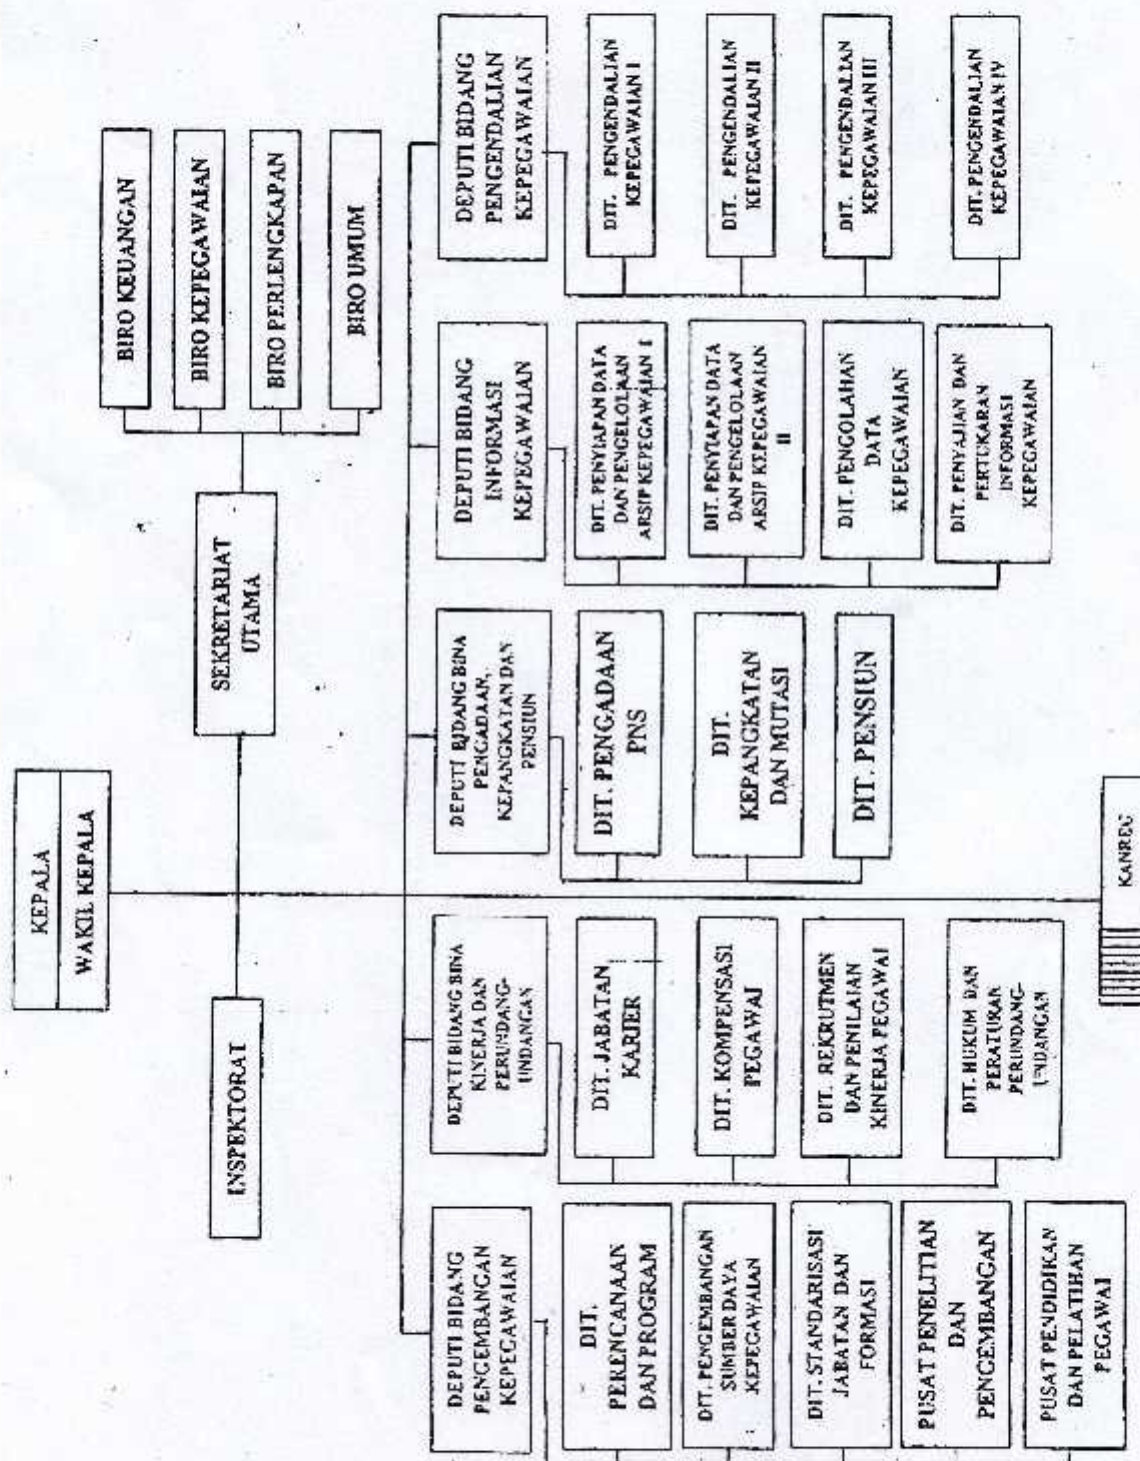 KEPALA
WAKIL KEPALA
INSPEKTORAT
SEKRETARIAT
UTAMA
BIRO KEUANGAN
BIRO KEPEGAWAIAN
BIRO PERLENGKAPAN
BIRO UMUM
DEPUTI BIDANG
PENGEMBANGAN
KEPEGAWAIAN
DIT.
PERENCANAAN
DAN PROGRAM
DIT. PENGEMBANGAN
SUMBER DAYA
KEPEGAWAIAN
DIT. STANDARISASI
JABATAN DAN
FORMASI
PUSAT PENELITIAN
DAN
PENGEMBANGAN
PUSAT PENDIDIKAN
DAN PELATIHAN
PEGAWAI
DEPUTI BIDANG BINA
KINERJA DAN
PERUNDANG-
UNDANGAN
DIT. JABATAN
KARIER
DIT. KOMPENSASI
PEGAWAI
DIT. REKRUTMEN
DAN PENILAIAN
KINERJA PEGAWAI
DIT. HUKUM DAN
PERATURAN
PERUNDANG-
UNDANGAN
DEPUTI BIDANG BINA
PENGADAAN,
KEPANGKATAN DAN
PENSIUN
DIT. PENGADAAN
PNS
DIT.
KEPANGKATAN
DAN MUTASI
DIT. PENSIUN
DEPUTI BIDANG
INFORMASI
KEPEGAWAIAN
DIT. PENYIAPAN DATA
DAN PENGELOLAAN
ARSIP KEPEGAWAIAN I
DIT. PENYIAPAN DATA
DAN PENGELOLAAN
ARSIP KEPEGAWAIAN
II
DIT. PENGOLAHAN
DATA
KEPEGAWAIAN
DIT. PENYAJIAN DAN
PERTUKARAN
INFORMASI
KEPEGAWAIAN
DEPUTI BIDANG
PENGENDALIAN
KEPEGAWAIAN
DIT. PENGENDALIAN
KEPEGAWAIAN I
DIT. PENGENDALIAN
KEPEGAWAIAN II
DIT. PENGENDALIAN
KEPEGAWAIAN III
DIT. PENGENDALIAN
KEPEGAWAIAN IV
KANREG